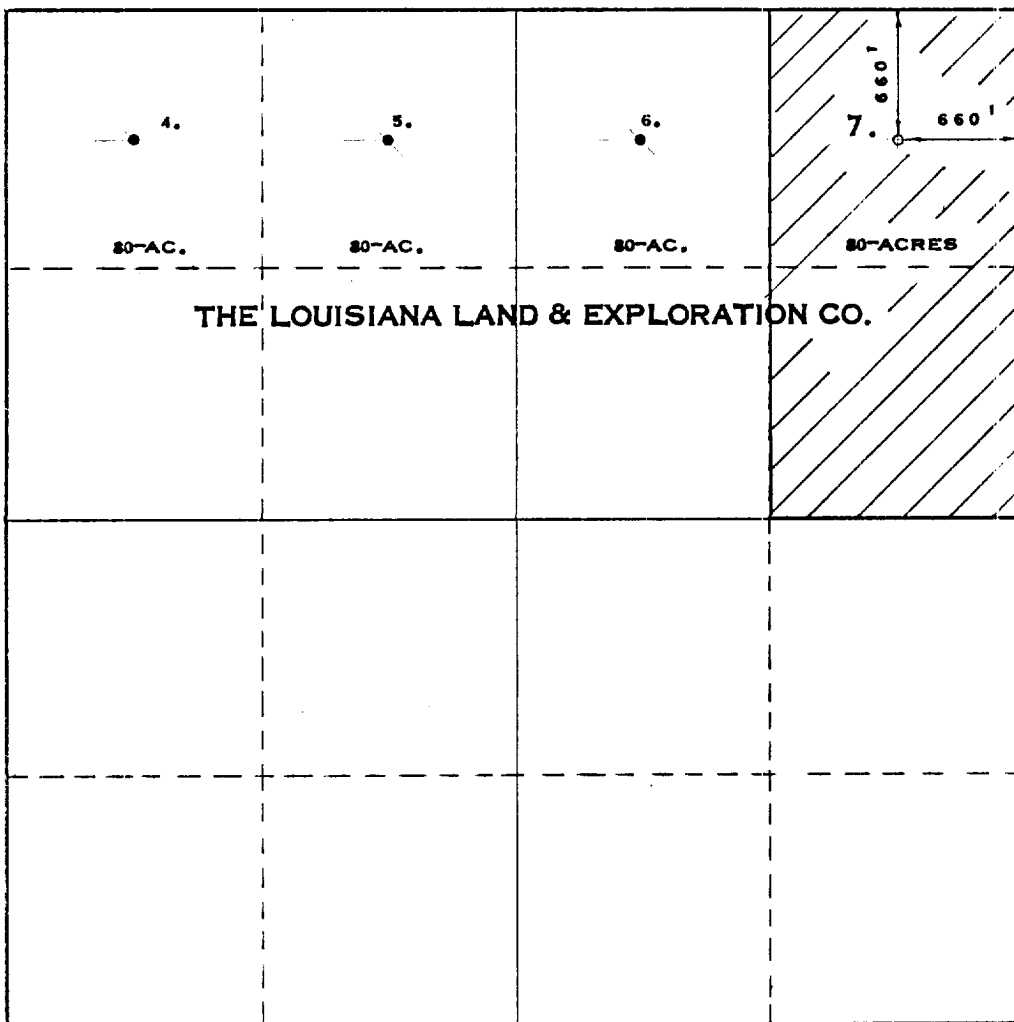 660'
4.
5.
6.
7.
660'
80-AC.
80-AC.
80-AC.
80-ACRES
THE LOUISIANA LAND & EXPLORATION CO.